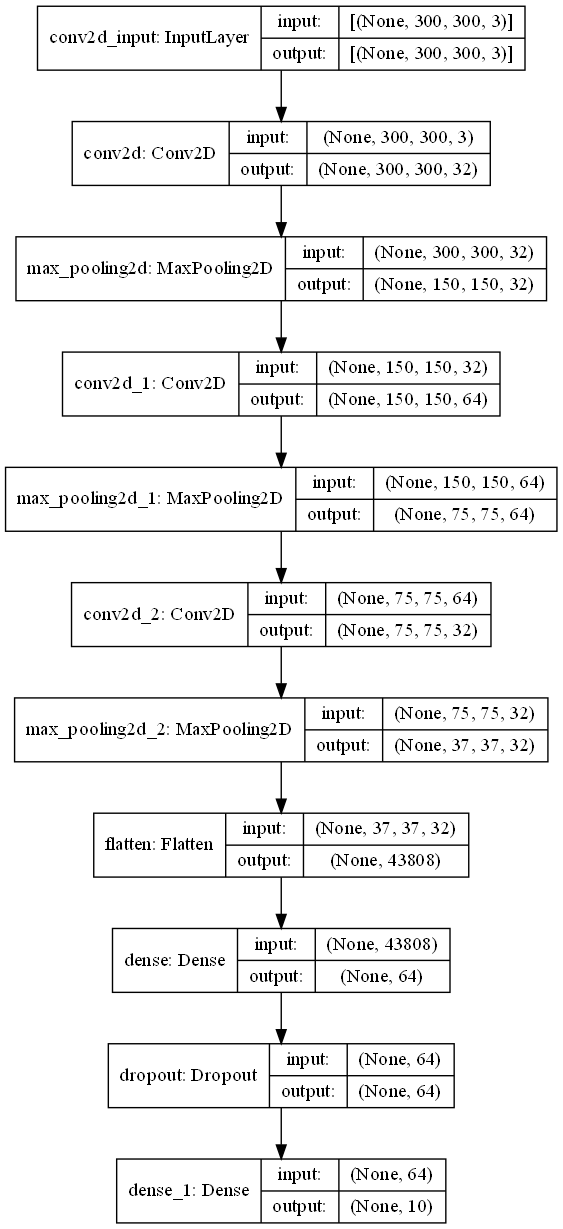 conv2d_input: InputLayer
input: [(None, 300, 300, 3)]
output: [(None, 300, 300, 3)]
conv2d: Conv2D
input: (None, 300, 300, 3)
output: (None, 300, 300, 32)
max_pooling2d: MaxPooling2D
input: (None, 300, 300, 32)
output: (None, 150, 150, 32)
conv2d_1: Conv2D
input: (None, 150, 150, 32)
output: (None, 150, 150, 64)
max_pooling2d_1: MaxPooling2D
input: (None, 150, 150, 64)
output: (None, 75, 75, 64)
conv2d_2: Conv2D
input: (None, 75, 75, 64)
output: (None, 75, 75, 32)
max_pooling2d_2: MaxPooling2D
input: (None, 75, 75, 32)
output: (None, 37, 37, 32)
flatten: Flatten
input: (None, 37, 37, 32)
output: (None, 43808)
dense: Dense
input: (None, 43808)
output: (None, 64)
dropout: Dropout
input: (None, 64)
output: (None, 64)
dense_1: Dense
input: (None, 64)
output: (None, 10)